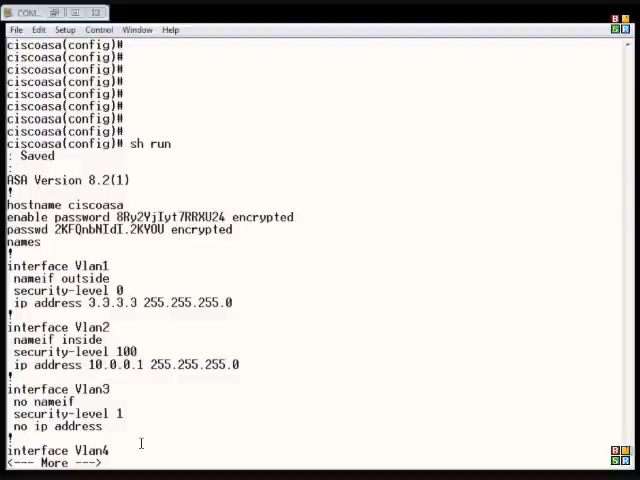 COM...
File Edit Setup Control Window Help
ciscoasa(config)#
ciscoasa(config)#
ciscoasa(config)#
ciscoasa(config)#
ciscoasa(config)#
ciscoasa(config)#
ciscoasa(config)#
ciscoasa(config)#
ciscoasa(config)# sh run
: Saved
:
ASA Version 8.2(1)
!
hostname ciscoasa
enable password 8Ry2YjIyt7RRXU24 encrypted
passwd 2KFQnbNIdI.2KYOU encrypted
names
!
interface Vlan1
nameif outside
security-level 0
ip address 3.3.3.3 255.255.255.0
!
interface Vlan2
nameif inside
security-level 100
ip address 10.0.0.1 255.255.255.0
!
interface Vlan3
no nameif
security-level 1
no ip address
!
interface Vlan4
<--- More --->
B
S R
B
S R